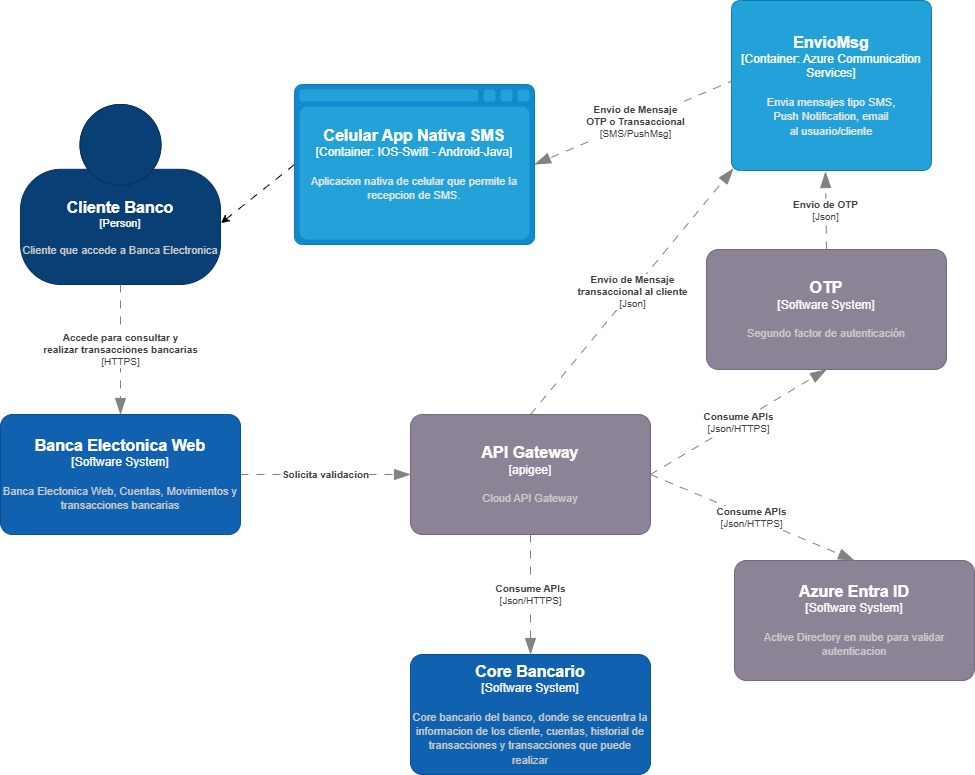 EnvioMsg
[Container: Azure Communication
Services]
Envia mensajes tipo SMS,
Push Notification, email
al usuario/cliente
Envio de Mensaje
OTP o Transaccional
[SMS/PushMsg]
Celular App Nativa SMS
[Container: IOS-Swift - Android-Java]
Aplicacion nativa de celular que permite la
recepcion de SMS.
Cliente Banco
[Person]
Cliente que accede a Banca Electronica
Envio de OTP
[Json]
Envio de Mensaje
transaccional al cliente
[Json]
OTP
[Software System]
Segundo factor de autenticación
Accede para consultar y
realizar transacciones bancarias
[HTTPS]
Consume APIs
[Json/HTTPS]
Banca Electonica Web
[Software System]
Banca Electonica Web, Cuentas, Movimientos y
transacciones bancarias
Solicita validacion
API Gateway
[apigee]
Cloud API Gateway
Consume APIs
[Json/HTTPS]
Consume APIs
[Json/HTTPS]
Azure Entra ID
[Software System]
Active Directory en nube para validar
autenticacion
Core Bancario
[Software System]
Core bancario del banco, donde se encuentra la
informacion de los cliente, cuentas, historial de
transacciones y transacciones que puede
realizar